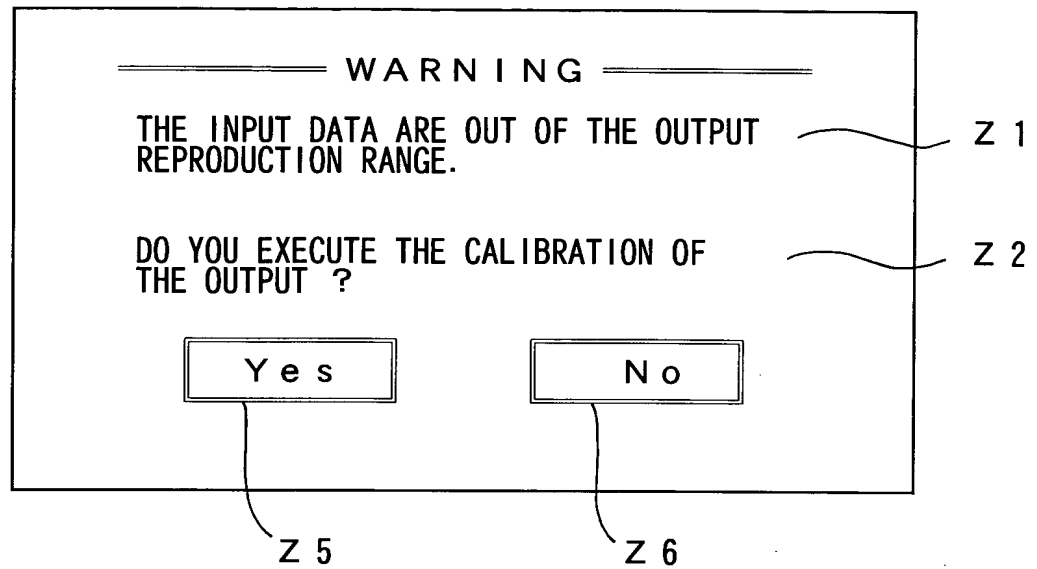 WARNING
THE INPUT DATA ARE OUT OF THE OUTPUT
REPRODUCTION RANGE.
Z 1
DO YOU EXECUTE THE CALIBRATION OF
THE OUTPUT ?
Z 2
Yes
No
Z 5
Z 6